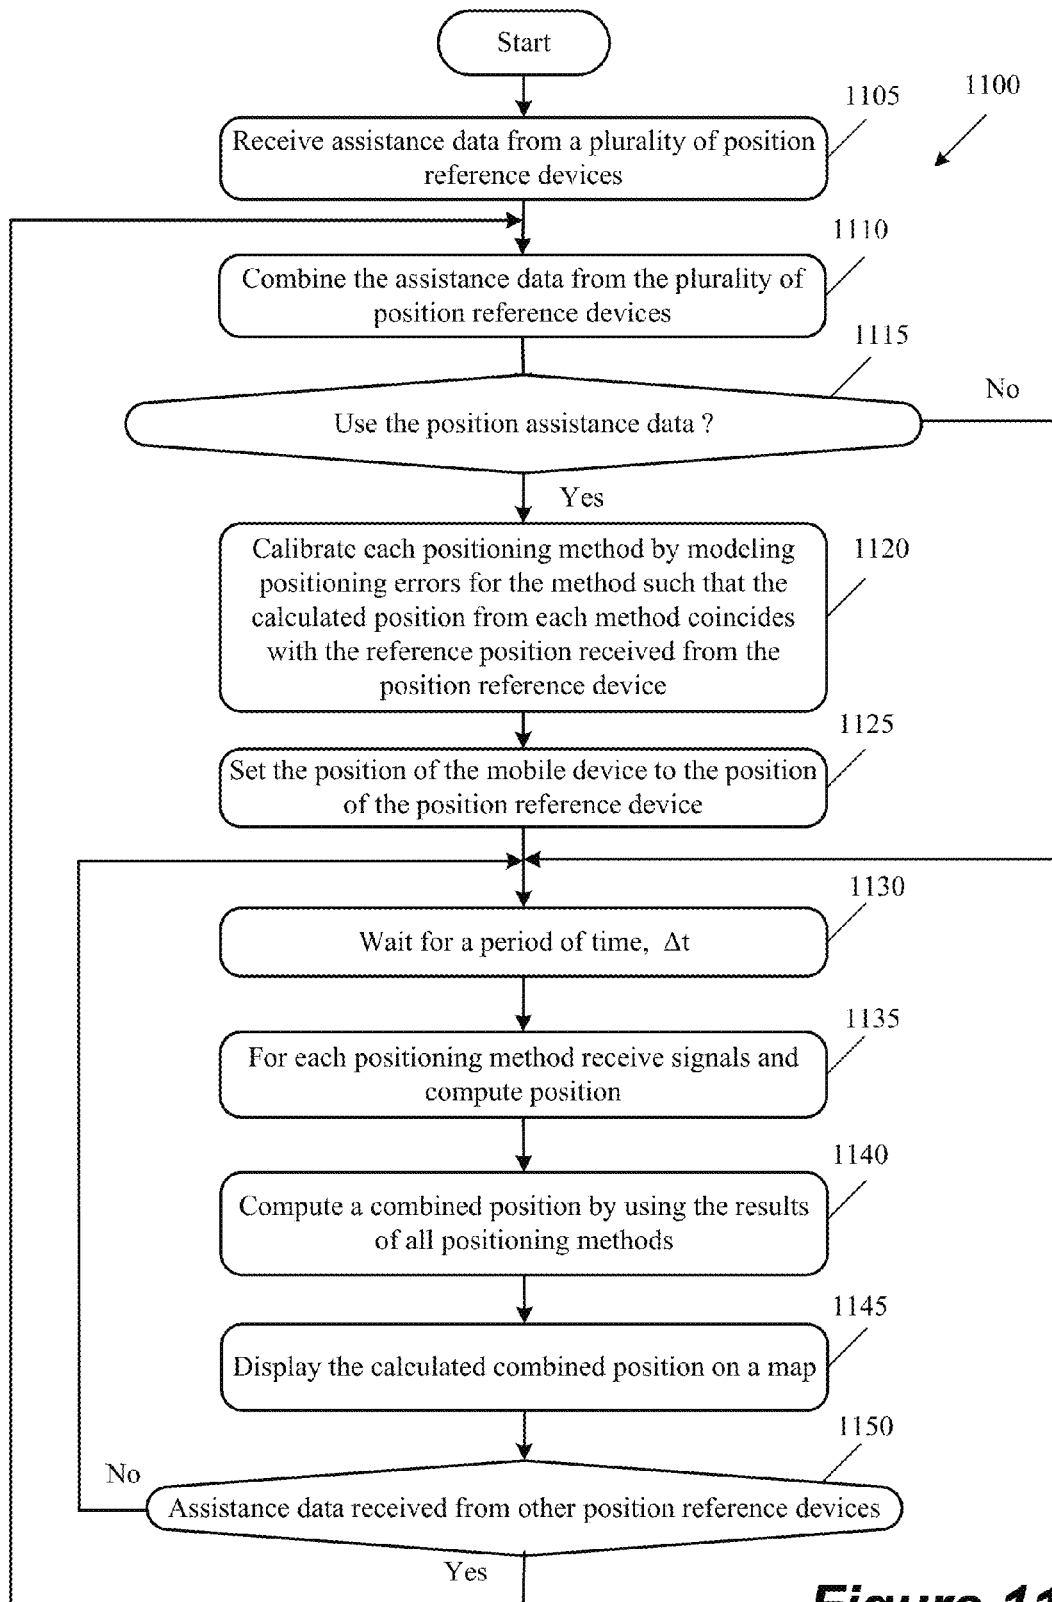 Start
1100
1105
Receive assistance data from a plurality of position
reference devices
1110
Combine the assistance data from the plurality of
position reference devices
1115
No
Use the position assistance data ?
Yes
Calibrate each positioning method by modeling
positioning errors for the method such that the
calculated position from each method coincides
with the reference position received from the
position reference device
1120
1125
Set the position of the mobile device to the position
of the position reference device
1130
Wait for a period of time, Δt
1135
For each positioning method receive signals and
compute position
1140
Compute a combined position by using the results
of all positioning methods
1145
Display the calculated combined position on a map
1150
No
Assistance data received from other position reference devices
Yes
Figure 11